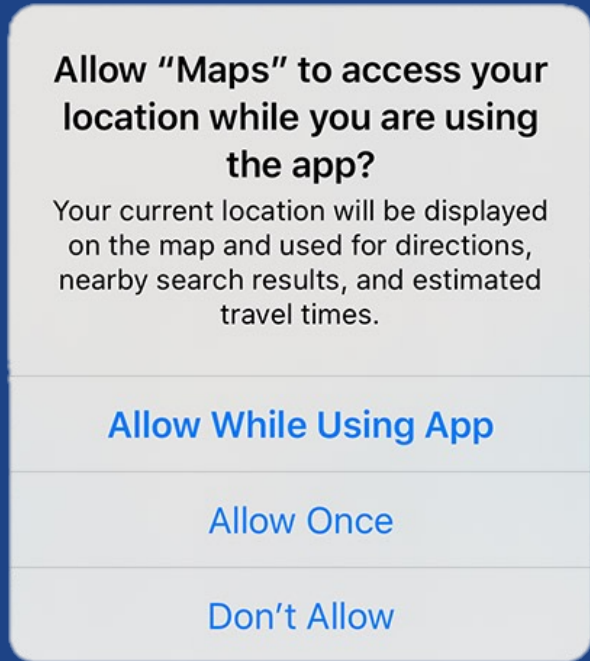 Allow “Maps” to access your
location while you are using
the app?
Your current location will be displayed
on the map and used for directions,
nearby search results, and estimated
travel times.
Allow While Using App
Allow Once
Don’t Allow